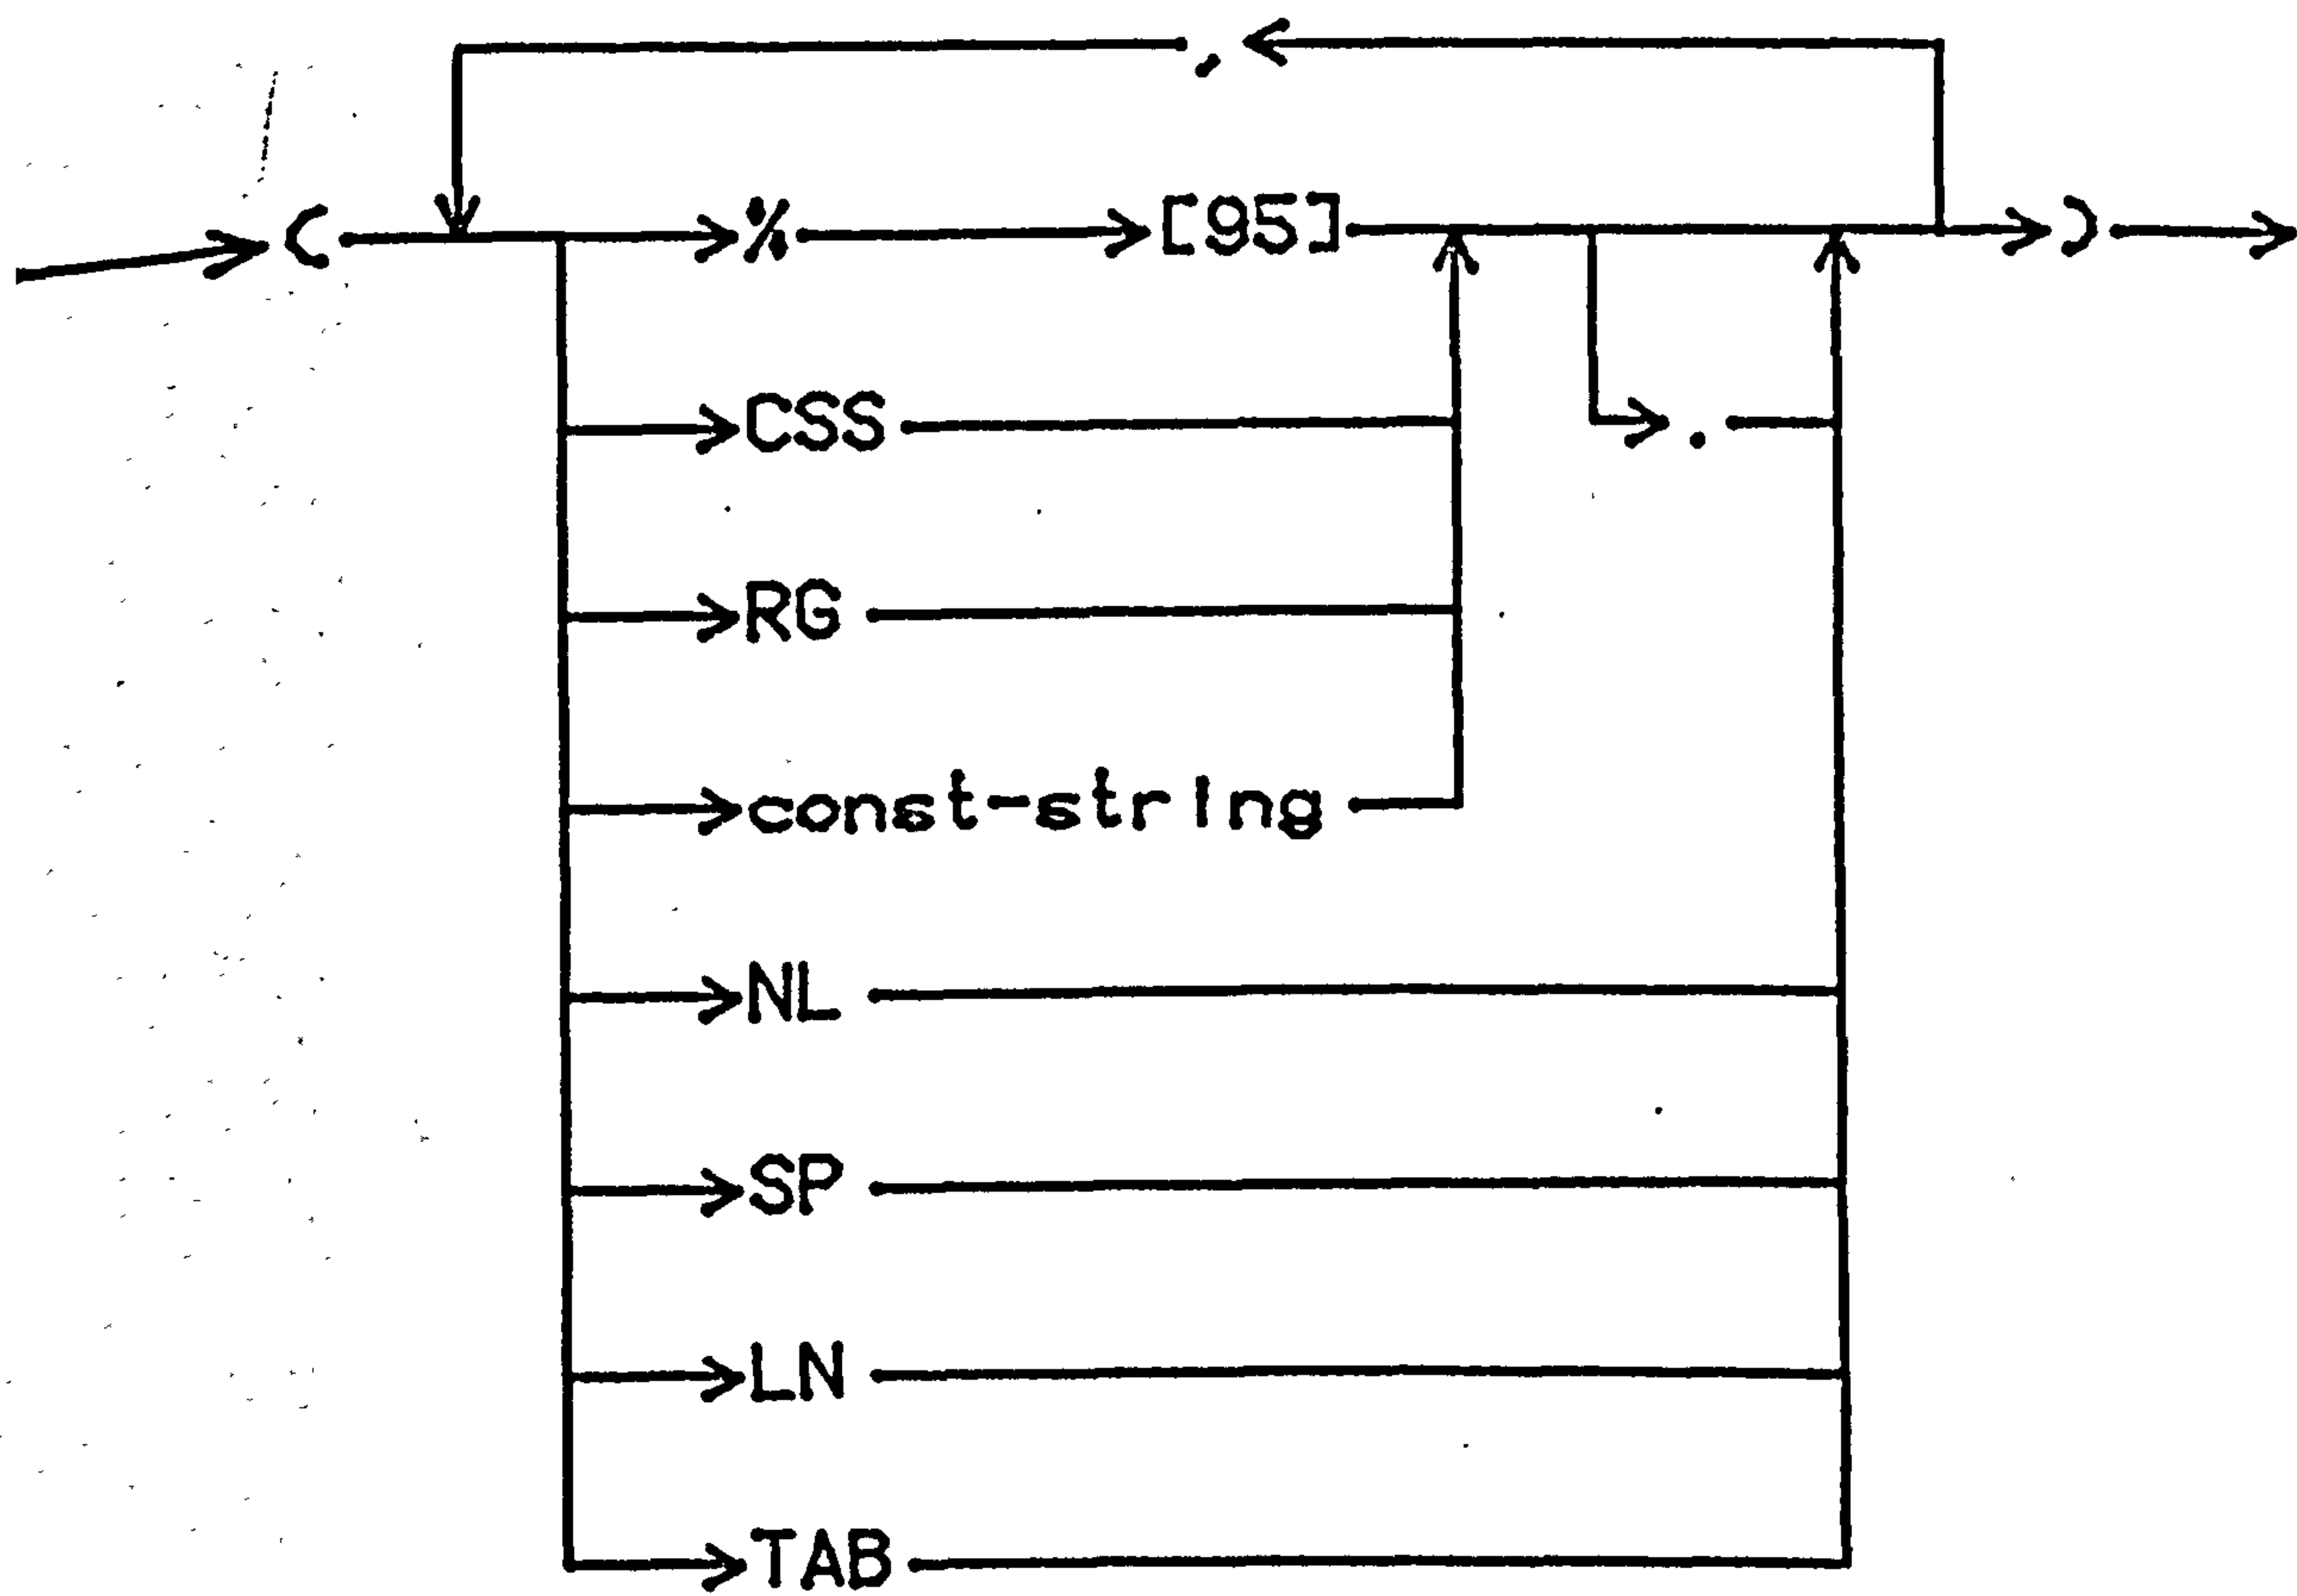 ,
( % [95] )
CSS .
RG
const-string
NL
SP
LN
TAB